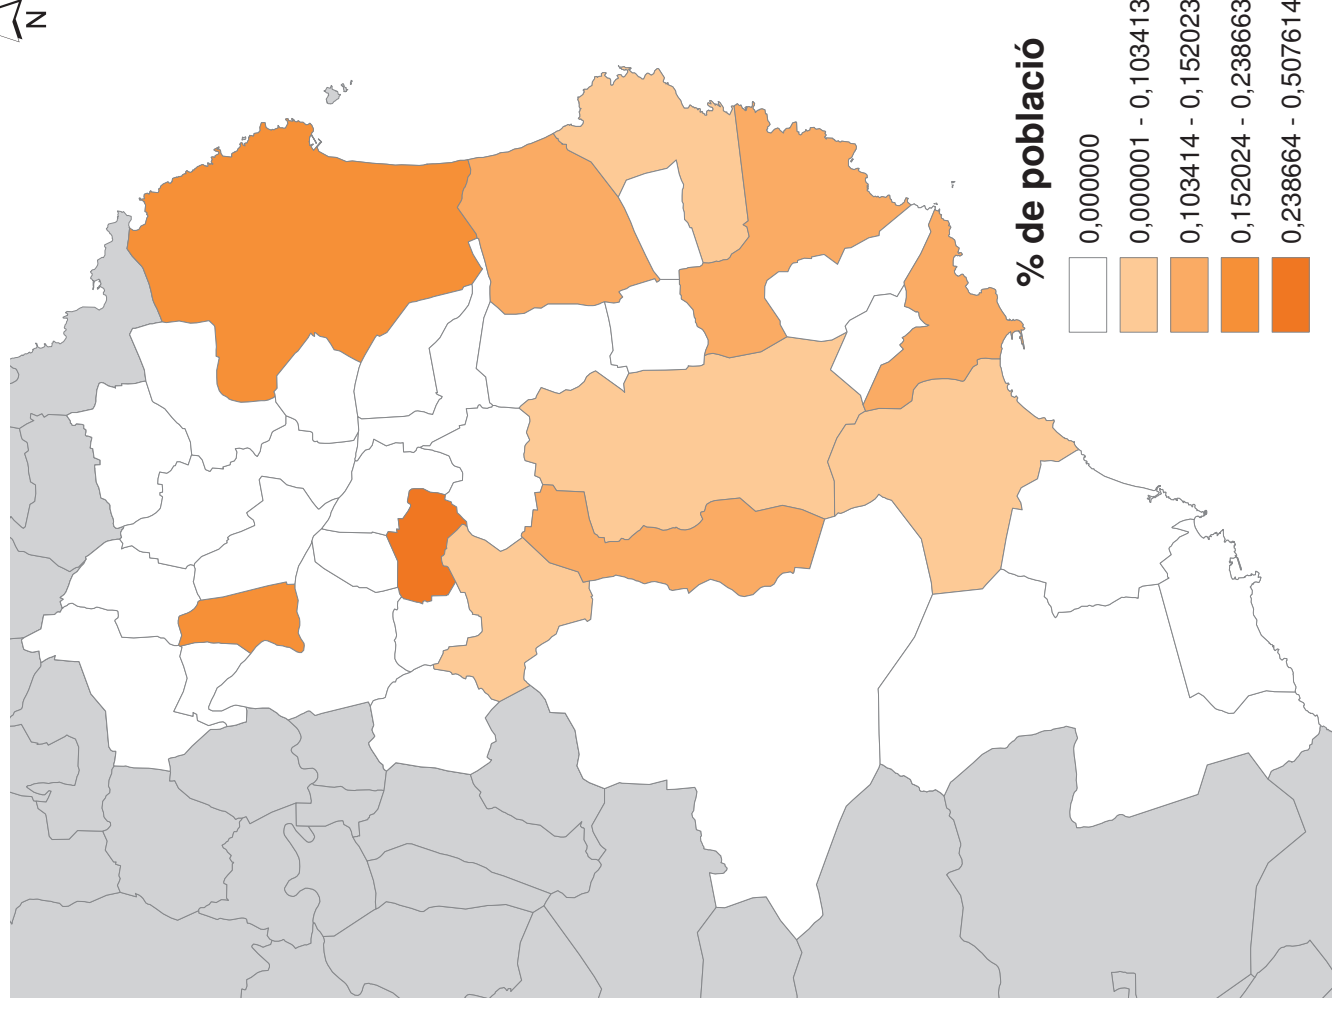 N
% de població
0,000000
0,000001 - 0,103413
0,103414 - 0,152023
0,152024 - 0,238663
0,238664 - 0,507614